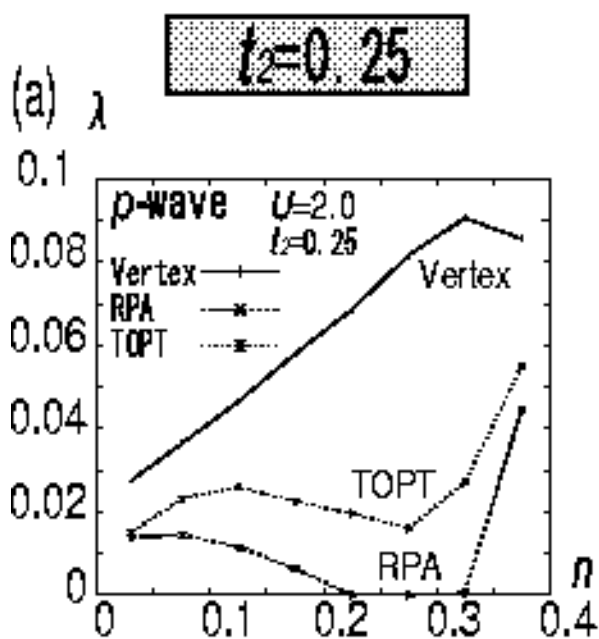 t₂=0.25
(a) λ
0.1
p-wave U=2.0
t₂=0.25
0.08
Vertex
Vertex
RPA
TOPT
0.06
0.04
TOPT
0.02
RPA
n
0
0 0.1 0.2 0.3 0.4